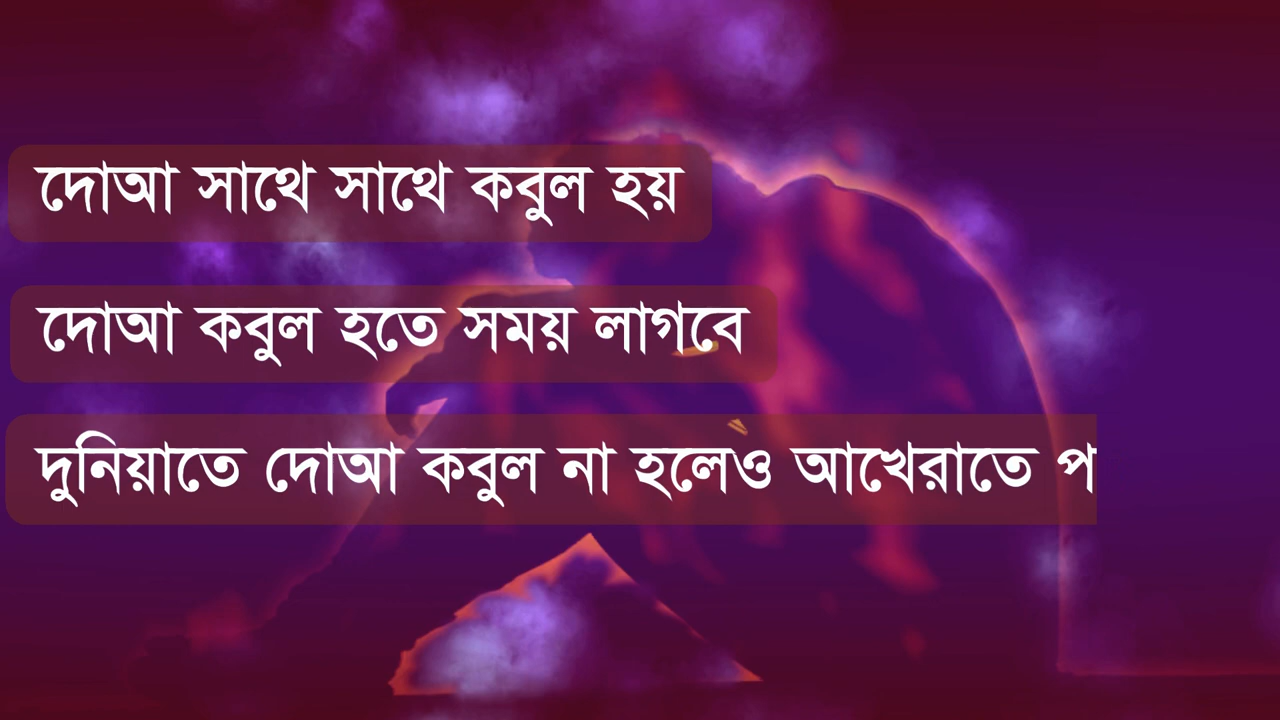 দোআ সাথে সাথে কবুল হয়
দোআ কবুল হতে সময় লাগবে
দুনিয়াতে দোআ কবুল না হলেও আখেরাতে প